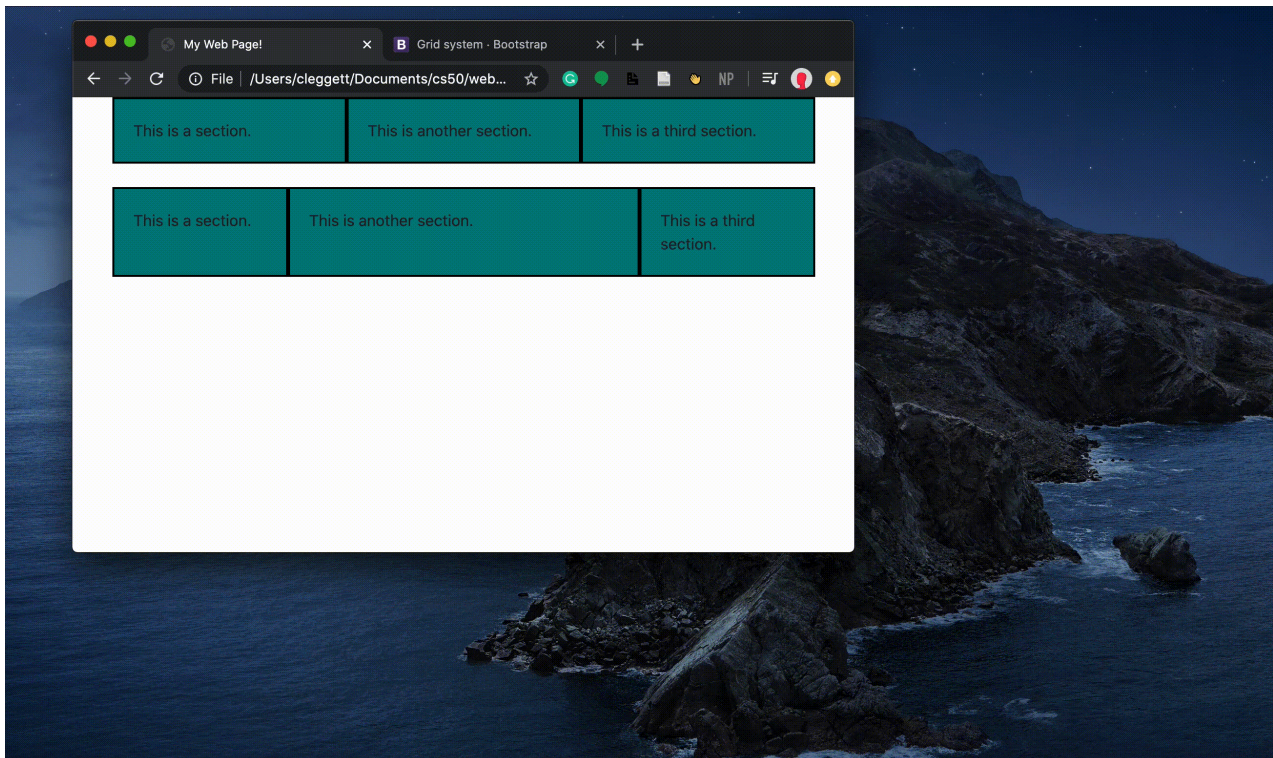 My Web Page!
B Grid system · Bootstrap
File | /Users/cleggett/Documents/cs50/web...
NP
This is a section.
This is another section.
This is a third section.
This is a section.
This is another section.
This is a third
section.